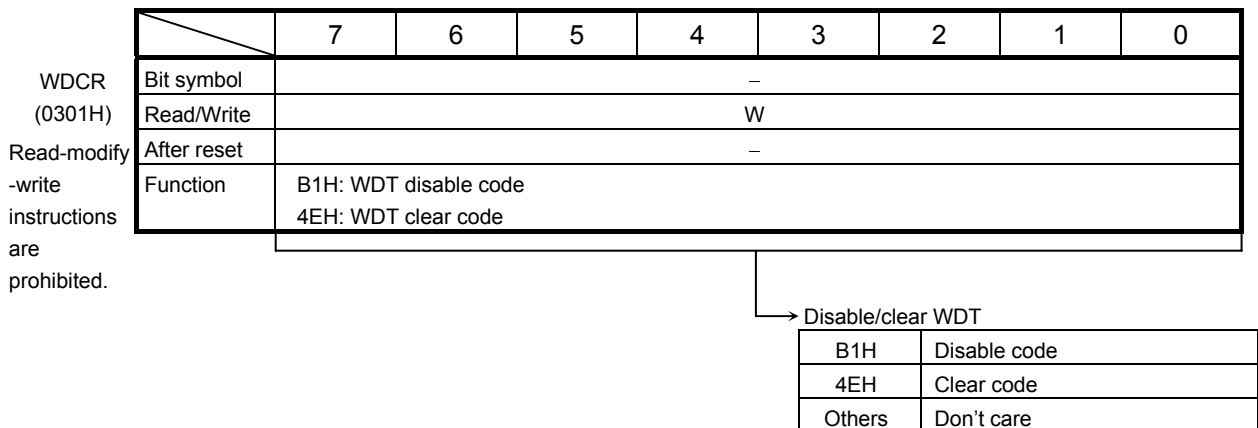 7 6 5 4 3 2 1 0
WDCR
(0301H)
Read-modify
-write
instructions
are
prohibited.
Bit symbol –
Read/Write W
After reset –
Function B1H: WDT disable code
4EH: WDT clear code
Disable/clear WDT
B1H Disable code
4EH Clear code
Others Don't care